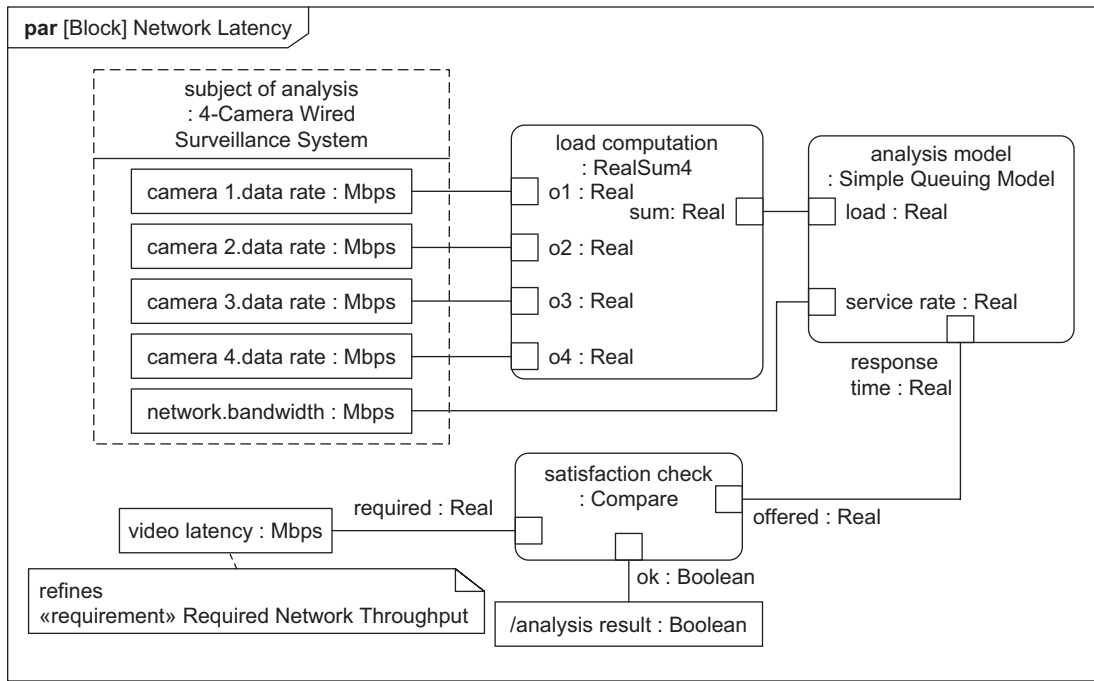 par [Block] Network Latency
subject of analysis
: 4-Camera Wired
Surveillance System
camera 1.data rate : Mbps
camera 2.data rate : Mbps
camera 3.data rate : Mbps
camera 4.data rate : Mbps
network.bandwidth : Mbps
load computation
: RealSum4
o1 : Real
sum: Real
o2 : Real
o3 : Real
o4 : Real
analysis model
: Simple Queuing Model
load : Real
service rate : Real
response
time : Real
satisfaction check
: Compare
required : Real
offered : Real
ok : Boolean
video latency : Mbps
refines
«requirement» Required Network Throughput
/analysis result : Boolean